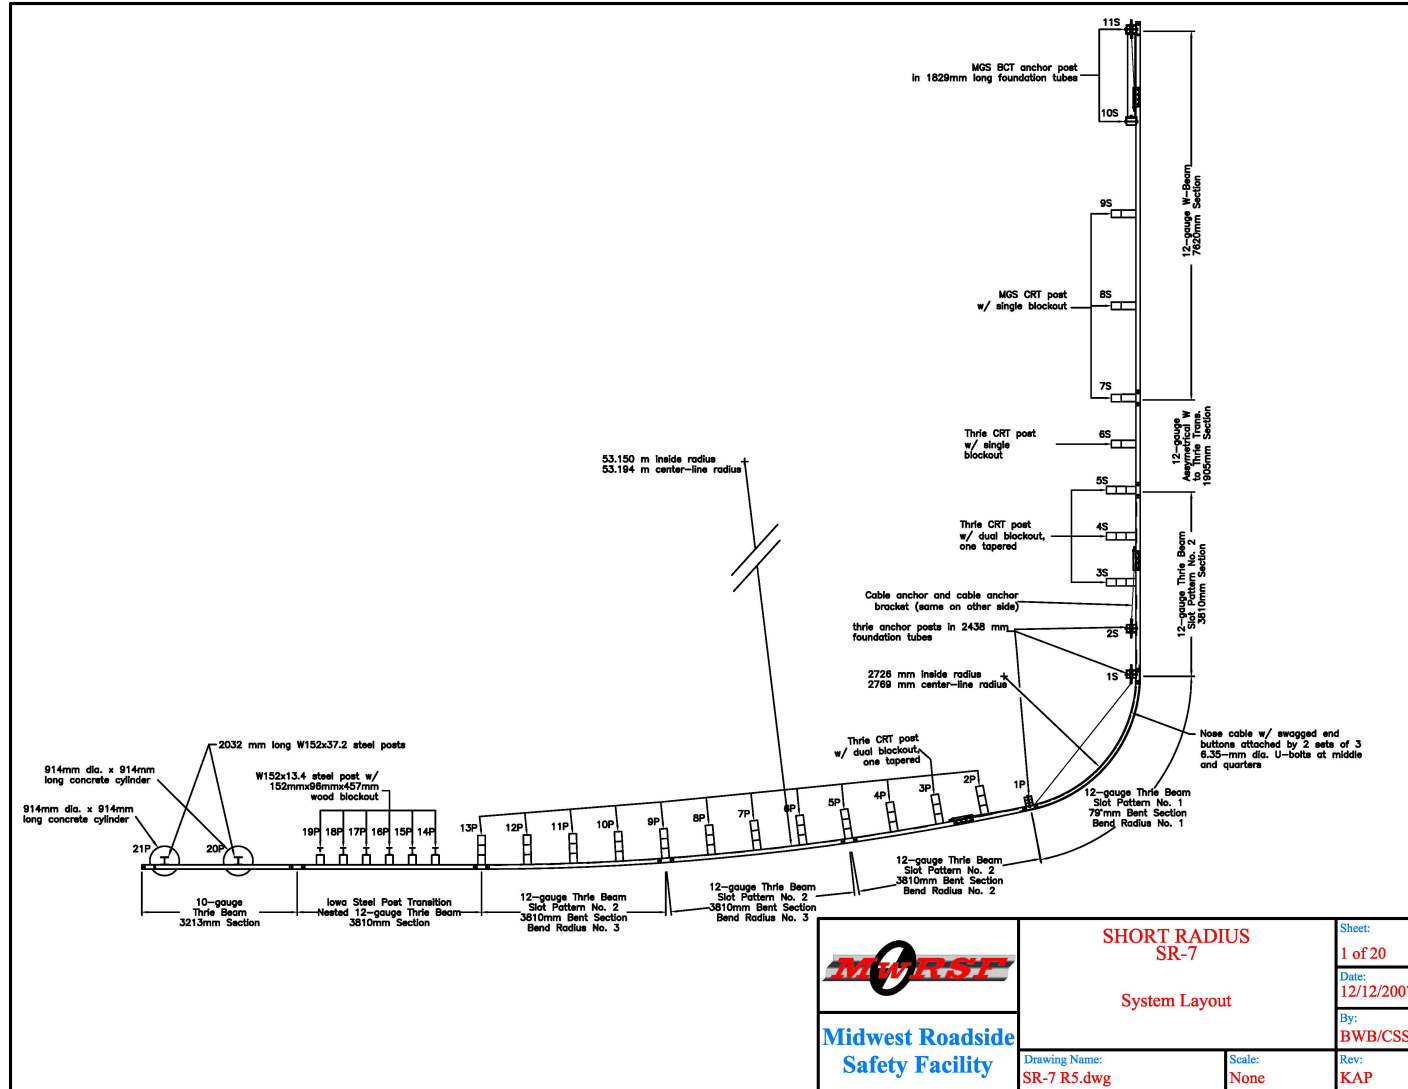 11S
MGS BCT anchor post
in 1829mm long foundation tubes
10S
12-gauge W-Beam
7620mm Section
9S
MGS CRT post
w/ single blockout
8S
7S
12-gauge
Assymetrical W
to Thrie Trans.
1905mm Section
Thrie CRT post
w/ single
blockout
6S
53.150 m inside radius
53.194 m center-line radius
5S
Thrie CRT post
w/ dual blockout,
one tapered
4S
3S
12-gauge Thrie Beam
Slot Pattern No. 2
3810mm Section
Cable anchor and cable anchor
bracket (same on other side)
thrie anchor posts in 2438 mm
foundation tubes
2S
2726 mm inside radius
2769 mm center-line radius
1S
Nose cable w/ swagged end
buttons attached by 2 sets of 3
6.35-mm dia. U-bolts at middle
and quarters
2032 mm long W152x37.2 steel posts
Thrie CRT post
w/ dual blockout,
one tapered
914mm dia. x 914mm
long concrete cylinder
W152x13.4 steel post w/
152mmx96mmx457mm
wood blockout
914mm dia. x 914mm
long concrete cylinder
21P
20P
19P
18P
17P
16P
15P
14P
13P
12P
11P
10P
9P
8P
7P
6P
5P
4P
3P
2P
1P
12-gauge Thrie Beam
Slot Pattern No. 1
79"mm Bent Section
Bend Radius No. 1
12-gauge Thrie Beam
Slot Pattern No. 2
3810mm Bent Section
Bend Radius No. 2
12-gauge Thrie Beam
Slot Pattern No. 2
3810mm Bent Section
Bend Radius No. 3
12-gauge Thrie Beam
Slot Pattern No. 2
3810mm Bent Section
Bend Radius No. 3
Iowa Steel Post Transition
Nested 12-gauge Thrie Beam
3810mm Section
10-gauge
Thrie Beam
3213mm Section
MwRSF
Midwest Roadside
Safety Facility
SHORT RADIUS
SR-7
System Layout
Sheet:
1 of 20
Date:
12/12/2007
By:
BWB/CSS
Drawing Name:
SR-7 R5.dwg
Scale:
None
Rev:
KAP